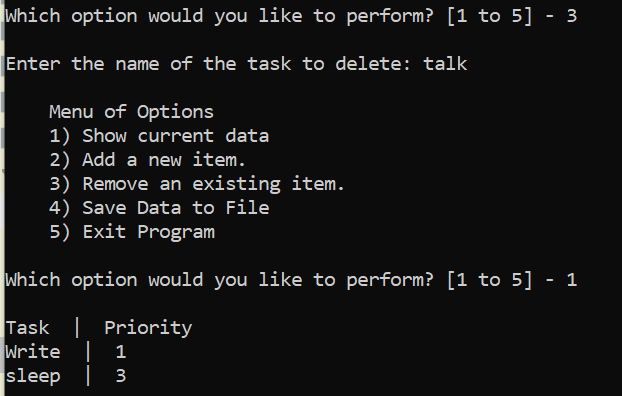 Which option would you like to perform? [1 to 5] - 3
Enter the name of the task to delete: talk
Menu of Options
1) Show current data
2) Add a new item.
3) Remove an existing item.
4) Save Data to File
5) Exit Program
Which option would you like to perform? [1 to 5] - 1
Task | Priority
Write | 1
sleep | 3